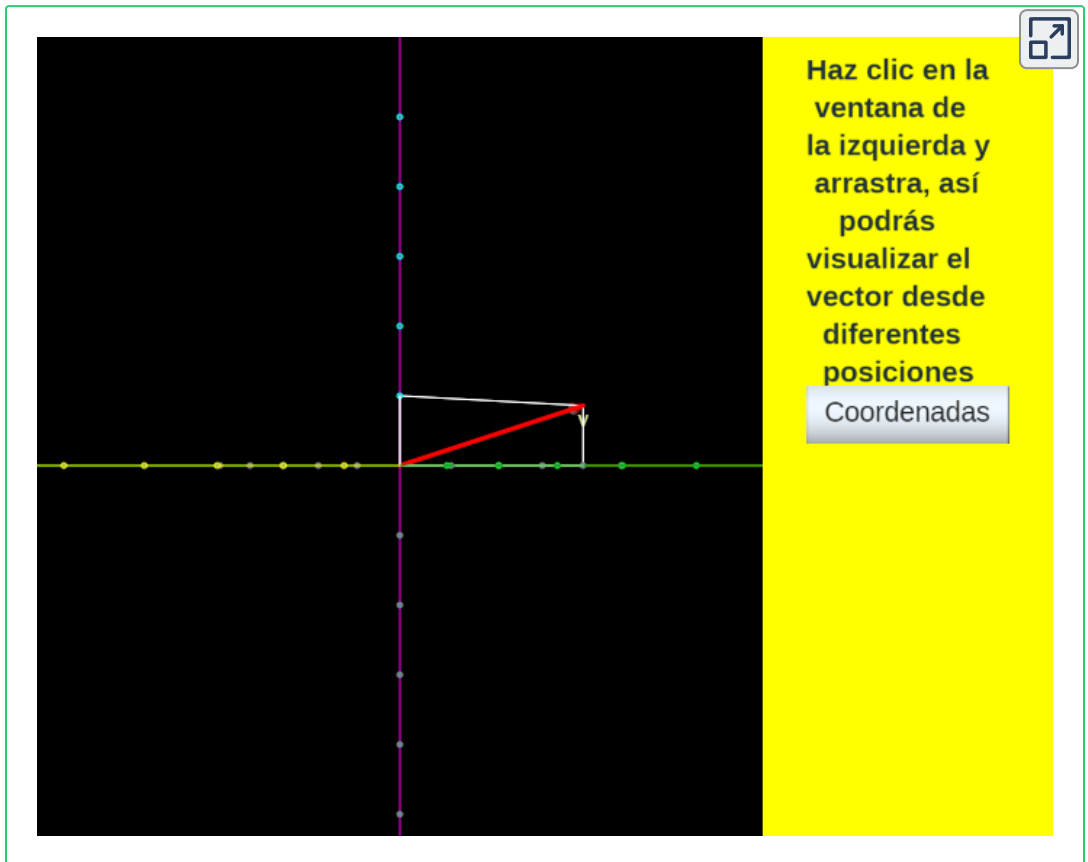 Haz clic en la
ventana de
la izquierda y
arrastra, así
podrás
visualizar el
vector desde
diferentes
posiciones
Coordenadas
v